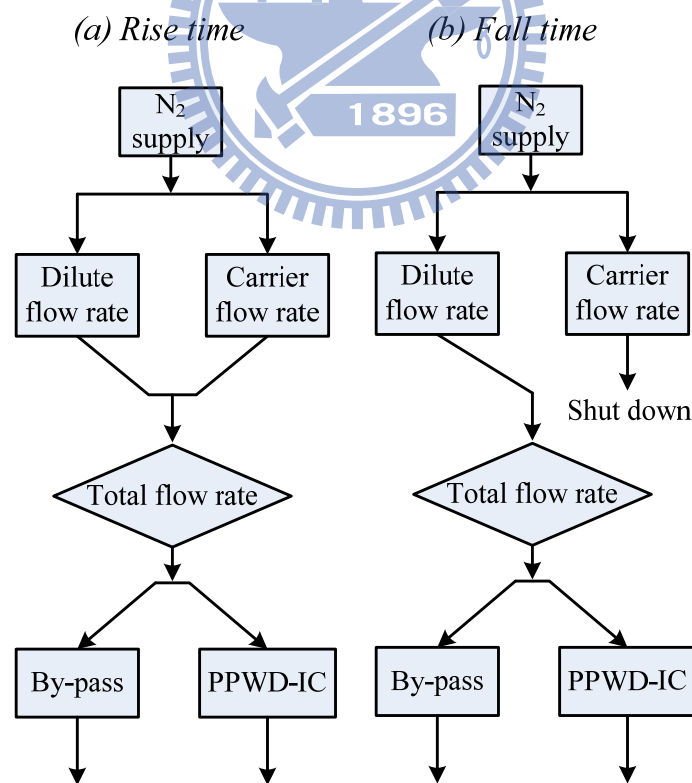 (a) Rise time
(b) Fall time
1896
N₂
supply
Dilute
flow rate
Carrier
flow rate
Total flow rate
By-pass
PPWD-IC
N₂
supply
Dilute
flow rate
Carrier
flow rate
Shut down
Total flow rate
By-pass
PPWD-IC